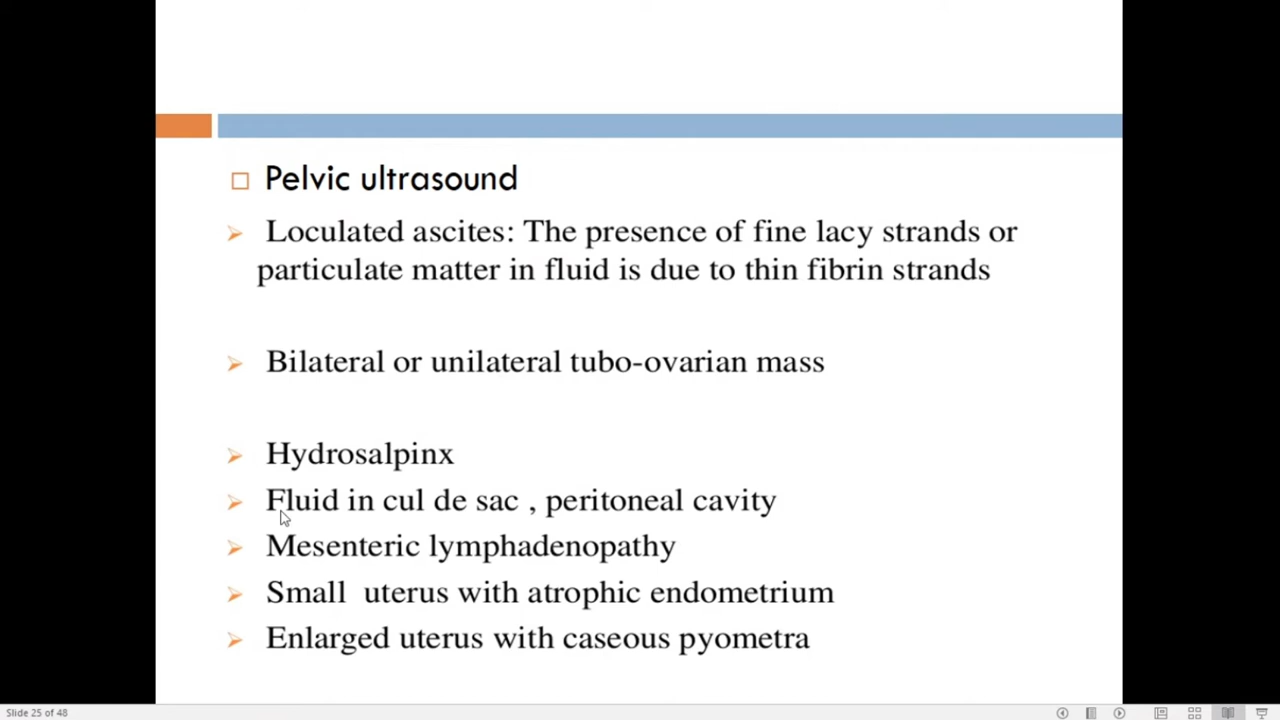 Pelvic ultrasound
Loculated ascites: The presence of fine lacy strands or
particulate matter in fluid is due to thin fibrin strands
Bilateral or unilateral tubo-ovarian mass
Hydrosalpinx
Fluid in cul de sac , peritoneal cavity
Mesenteric lymphadenopathy
Small uterus with atrophic endometrium
Enlarged uterus with caseous pyometra
Slide 25 of 48